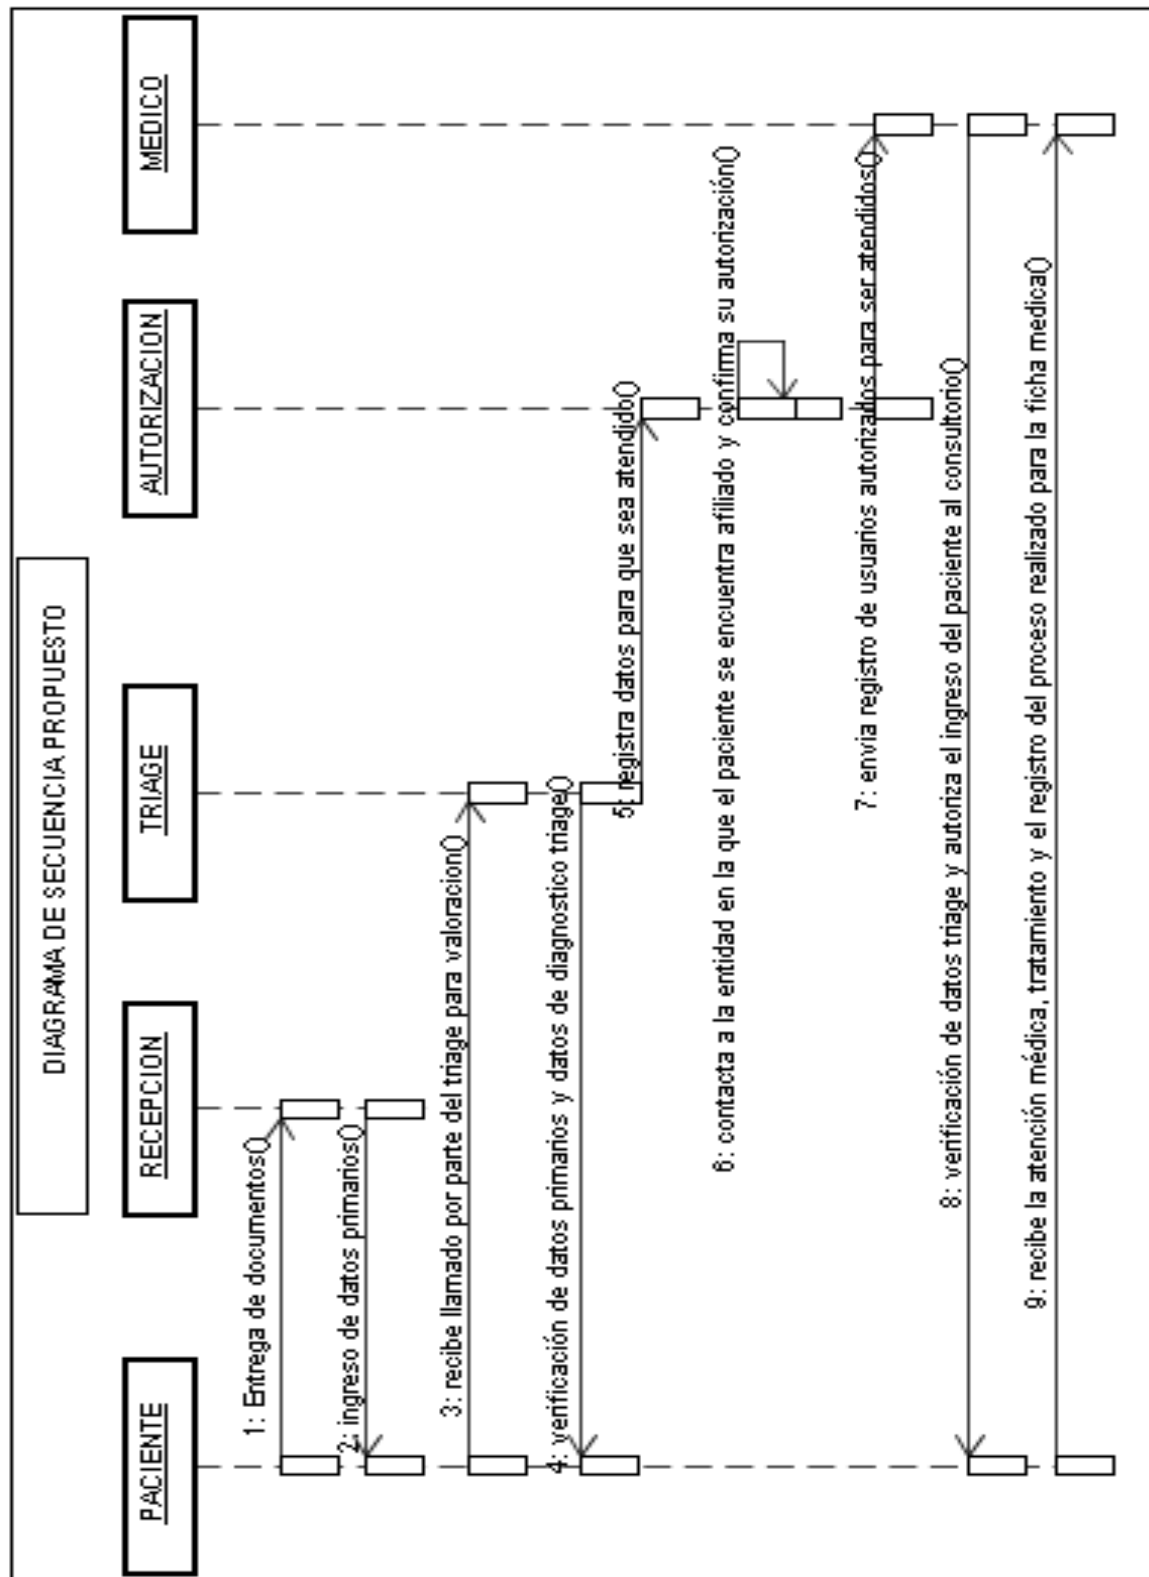 DIAGRAMA DE SECUENCIA PROPUESTO
PACIENTE
RECEPCION
TRIAGE
AUTORIZACION
MEDICO
1: Entrega de documentos()
2: ingreso de datos primarios()
3: recibe llamado por parte del triage para valoracion()
4: verificación de datos primarios y datos de diagnostico triage()
5: registra datos para que sea atendido()
6: contacta a la entidad en la que el paciente se encuentra afiliado y confirma su autorización()
7: envia registro de usuarios autorizados para ser atendidos()
8: verificación de datos triage y autoriza el ingreso del paciente al consultorio()
9: recibe la atención médica, tratamiento y el registro del proceso realizado para la ficha medica()